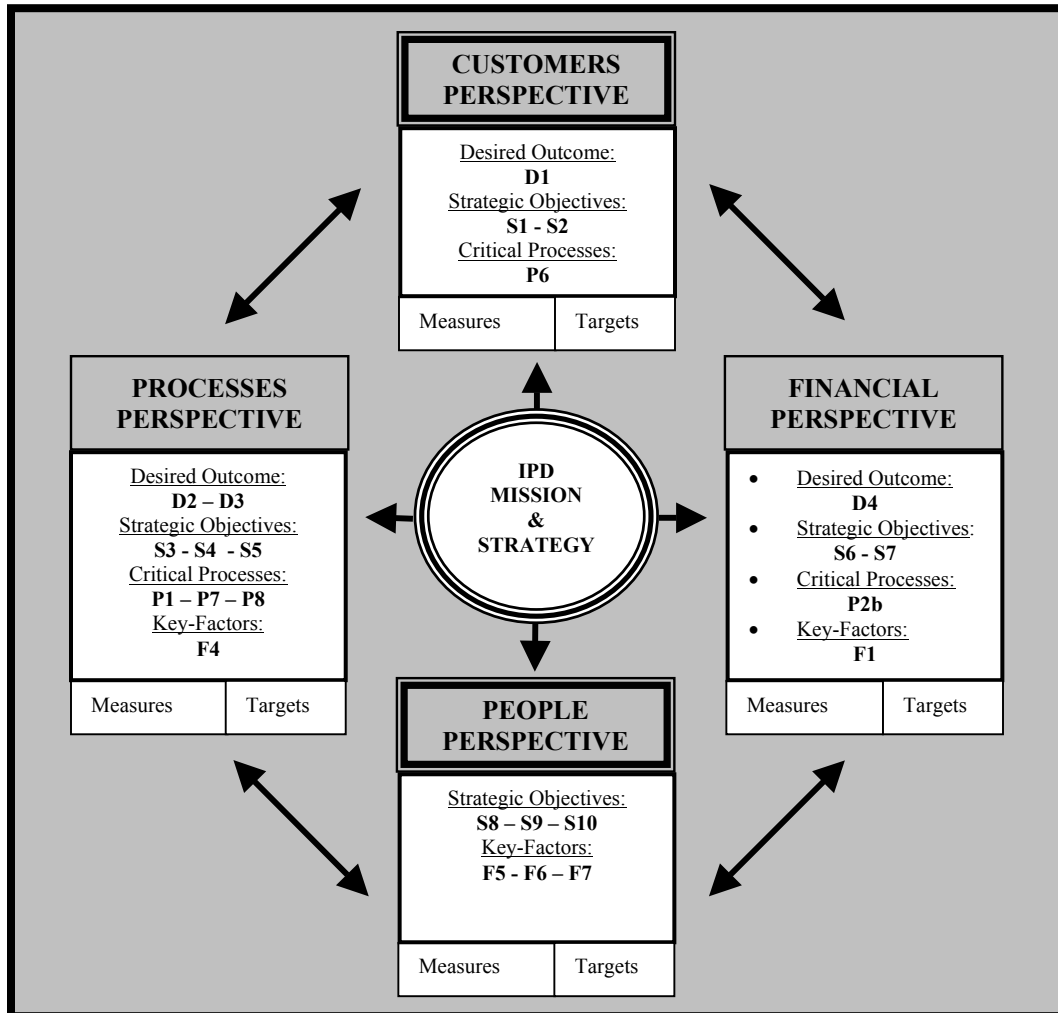 CUSTOMERS
PERSPECTIVE
Desired Outcome:
D1
Strategic Objectives:
S1 - S2
Critical Processes:
P6
Measures
Targets
PROCESSES
PERSPECTIVE
Desired Outcome:
D2 – D3
Strategic Objectives:
S3 - S4 - S5
Critical Processes:
P1 – P7 – P8
Key-Factors:
F4
Measures
Targets
IPD
MISSION
&
STRATEGY
FINANCIAL
PERSPECTIVE
• Desired Outcome:
D4
• Strategic Objectives:
S6 - S7
• Critical Processes:
P2b
• Key-Factors:
F1
Measures
Targets
PEOPLE
PERSPECTIVE
Strategic Objectives:
S8 – S9 – S10
Key-Factors:
F5 - F6 – F7
Measures
Targets